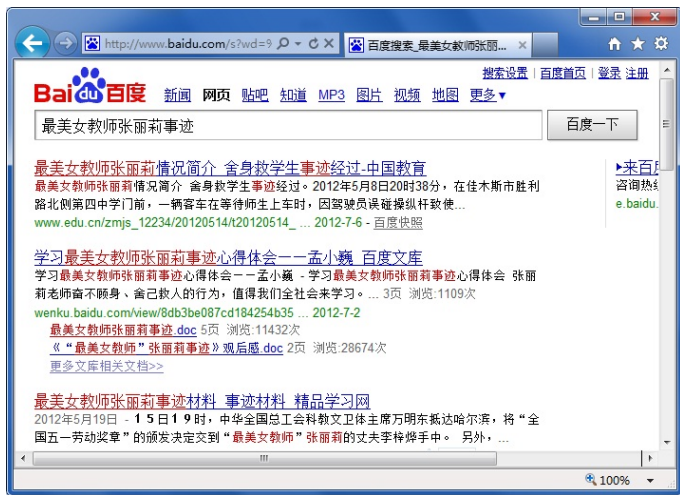 http://www.baidu.com/s?wd=9
百度搜索_最美女教师张丽...
搜索设置 | 百度首页 | 登录 注册
Bai du 百度 新闻 网页 贴吧 知道 MP3 图片 视频 地图 更多▼
最美女教师张丽莉事迹 百度一下
最美女教师张丽莉情况简介 舍身救学生事迹经过-中国教育
最美女教师张丽莉情况简介 舍身救学生事迹经过。2012年5月8日20时38分，在佳木斯市胜利
路北侧第四中学门前，一辆客车在等待师生上车时，因驾驶员误碰操纵杆致使...
www.edu.cn/zmjs_12234/20120514/t20120514_ ... 2012-7-6 - 百度快照
▸来百
咨询热
e.baidu.
学习最美女教师张丽莉事迹心得体会－－孟小巍_百度文库
学习最美女教师张丽莉事迹心得体会－－孟小巍 - 学习最美女教师张丽莉事迹心得体会 张丽
莉老师奋不顾身、舍己救人的行为，值得我们全社会来学习。... 3页 浏览:1109次
wenku.baidu.com/view/8db3be087cd184254b35 ... 2012-7-2
最美女教师张丽莉事迹.doc 5页 浏览:11432次
《“最美女教师”张丽莉事迹》观后感.doc 2页 浏览:28674次
更多文库相关文档>>
最美女教师张丽莉事迹材料_事迹材料_精品学习网
2012年5月19日 - 15日19时，中华全国总工会科教文卫体主席万明东抵达哈尔滨，将“全
国五一劳动奖章”的颁发决定交到“最美女教师”张丽莉的丈夫李梓烨手中。 另外，...
100%